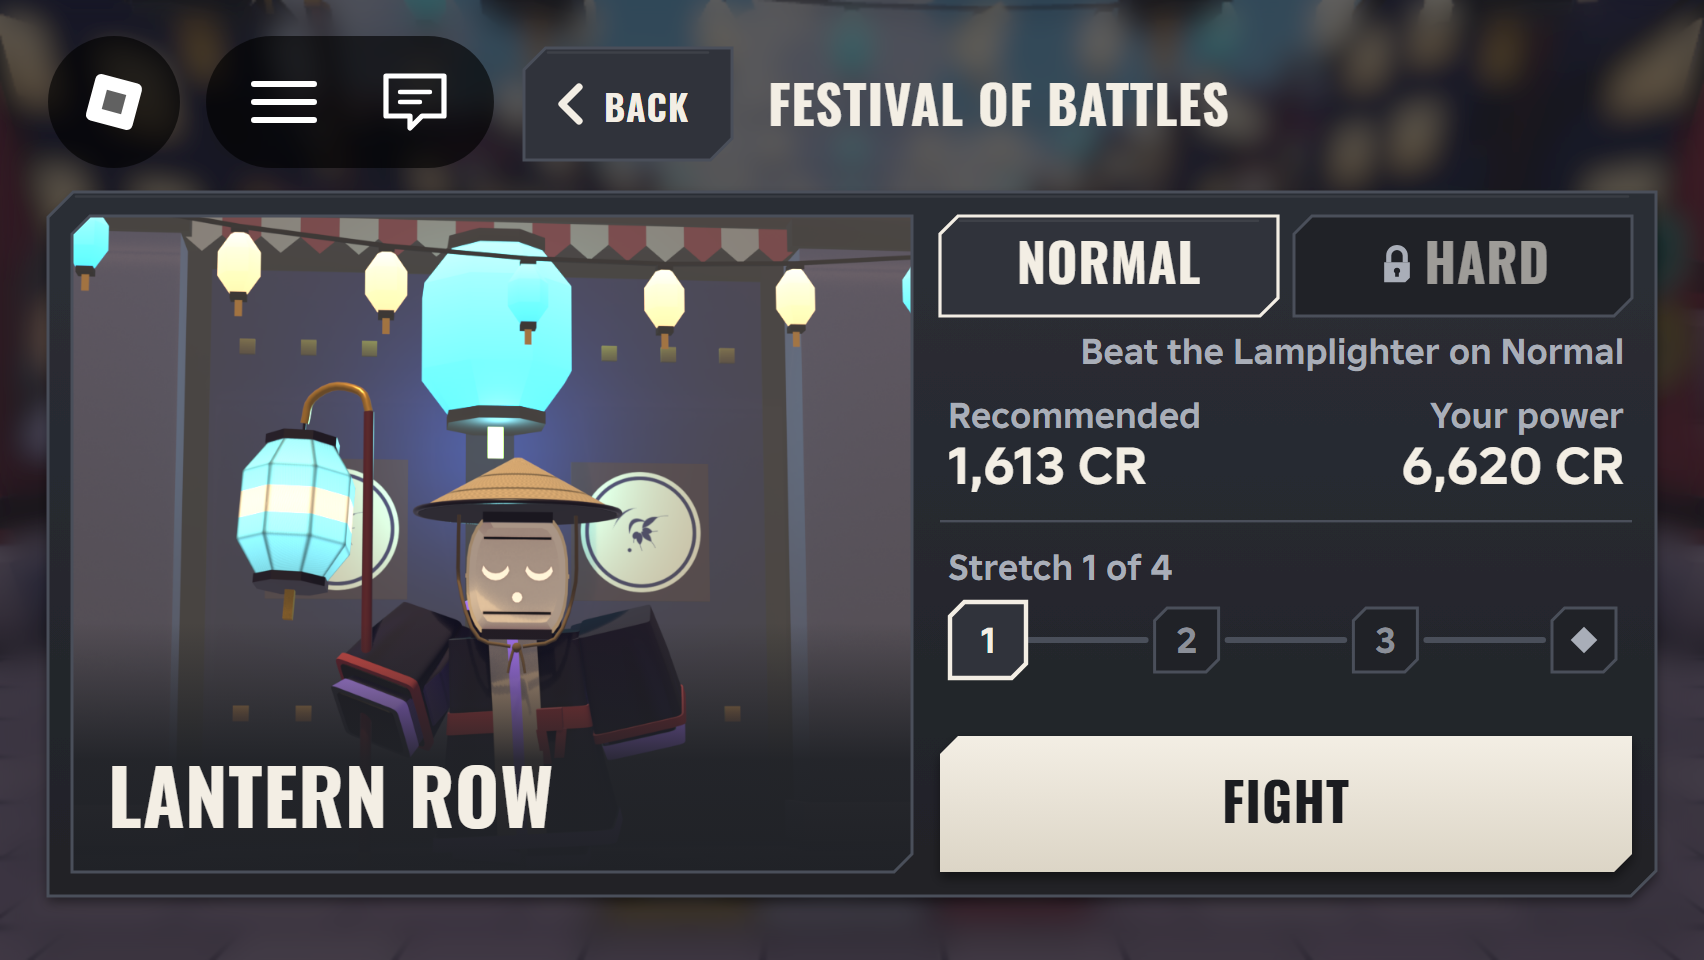 BACK
FESTIVAL OF BATTLES
NORMAL
HARD
Beat the Lamplighter on Normal
Recommended
Your power
1,613 CR
6,620 CR
Stretch 1 of 4
1
2
3
LANTERN ROW
FIGHT